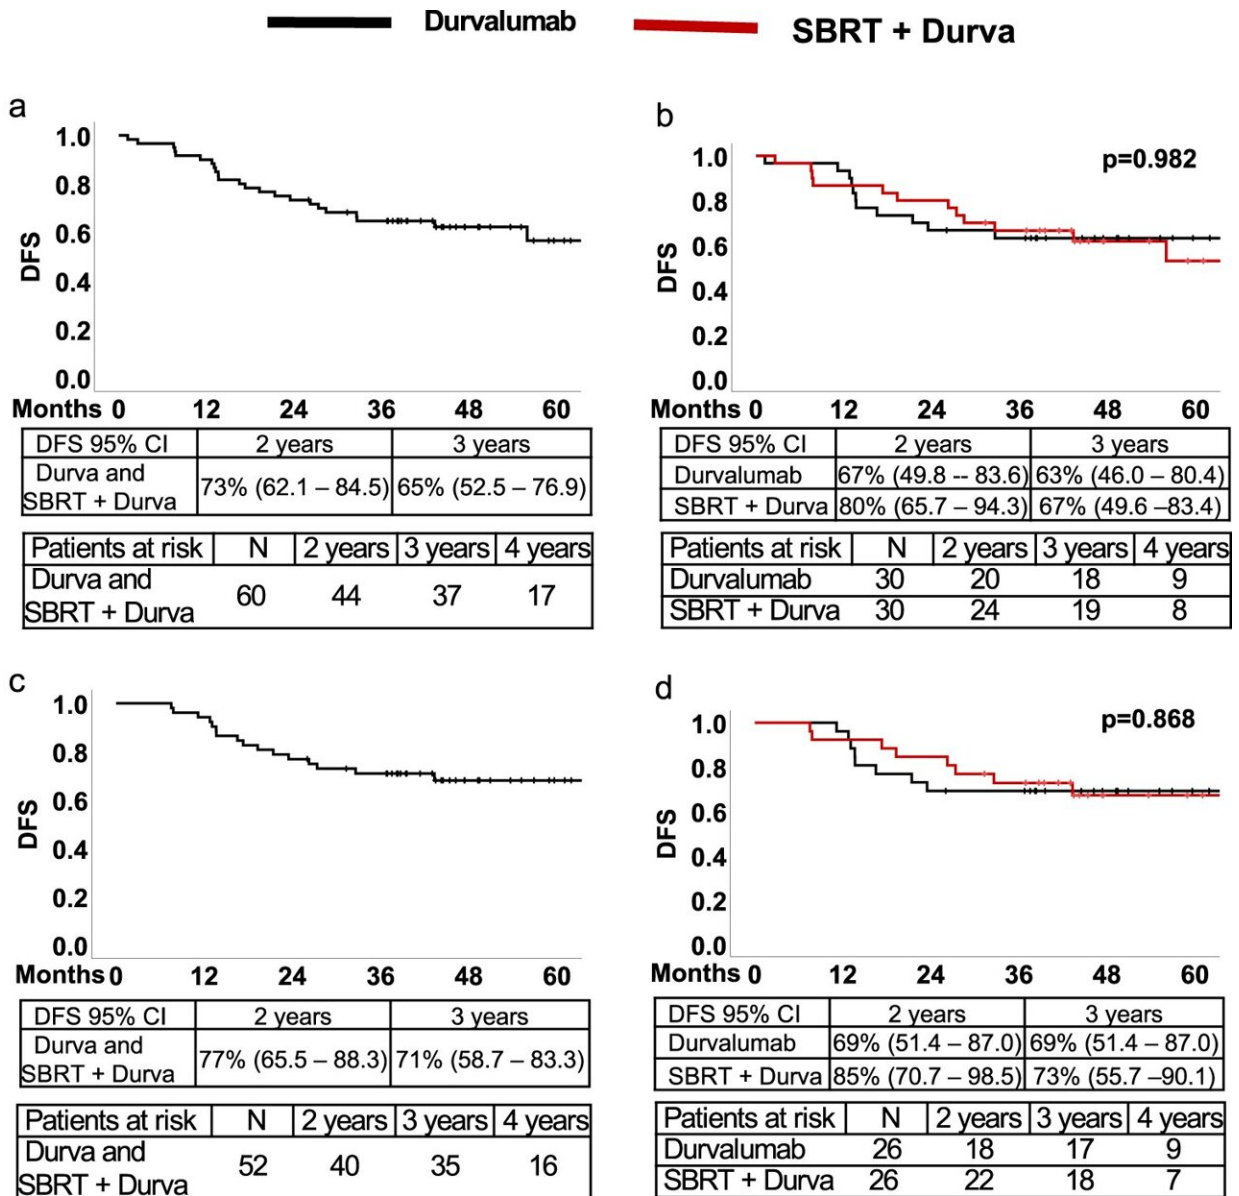 Durvalumab SBRT + Durva
a
1.0
0.8
0.6
0.4
0.2
0.0
DFS
Months 0 12 24 36 48 60
DFS 95% CI 2 years 3 years
Durva and
SBRT + Durva 73% (62.1 – 84.5) 65% (52.5 – 76.9)
Patients at risk N 2 years 3 years 4 years
Durva and
SBRT + Durva 60 44 37 17
b
p=0.982
1.0
0.8
0.6
0.4
0.2
0.0
DFS
Months 0 12 24 36 48 60
DFS 95% CI 2 years 3 years
Durvalumab 67% (49.8 -- 83.6) 63% (46.0 – 80.4)
SBRT + Durva 80% (65.7 – 94.3) 67% (49.6 –83.4)
Patients at risk N 2 years 3 years 4 years
Durvalumab 30 20 18 9
SBRT + Durva 30 24 19 8
c
1.0
0.8
0.6
0.4
0.2
0.0
DFS
Months 0 12 24 36 48 60
DFS 95% CI 2 years 3 years
Durva and
SBRT + Durva 77% (65.5 – 88.3) 71% (58.7 – 83.3)
Patients at risk N 2 years 3 years 4 years
Durva and
SBRT + Durva 52 40 35 16
d
p=0.868
1.0
0.8
0.6
0.4
0.2
0.0
DFS
Months 0 12 24 36 48 60
DFS 95% CI 2 years 3 years
Durvalumab 69% (51.4 – 87.0) 69% (51.4 – 87.0)
SBRT + Durva 85% (70.7 – 98.5) 73% (55.7 –90.1)
Patients at risk N 2 years 3 years 4 years
Durvalumab 26 18 17 9
SBRT + Durva 26 22 18 7